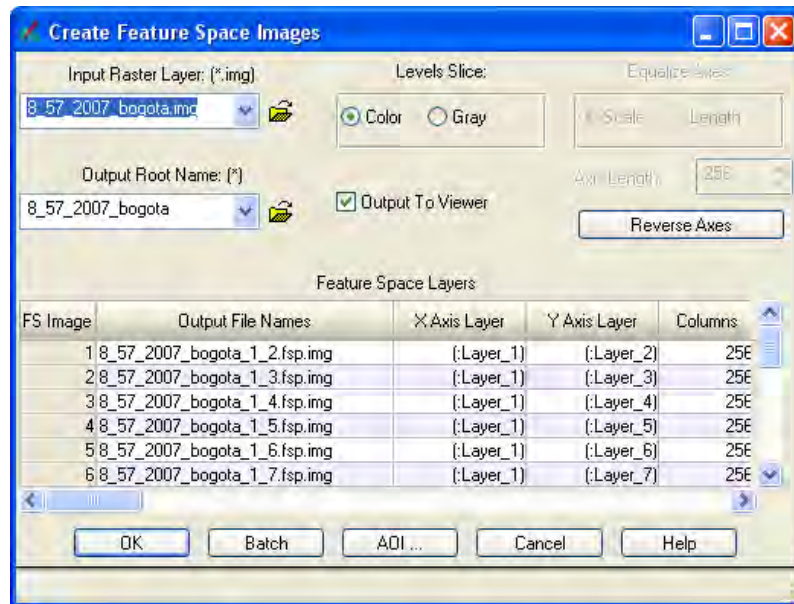 Create Feature Space Images
Input Raster Layer: (*.img)
Levels Slice:
Equalize Axes:
8_57_2007_bogota.img
Color
Gray
Scale
Length
Output Root Name: (*)
Axis Length:
256
8_57_2007_bogota
Output To Viewer
Reverse Axes
Feature Space Layers
FS Image Output File Names X Axis Layer Y Axis Layer Columns
1 8_57_2007_bogota_1_2.fsp.img (:Layer_1) (:Layer_2) 256
2 8_57_2007_bogota_1_3.fsp.img (:Layer_1) (:Layer_3) 256
3 8_57_2007_bogota_1_4.fsp.img (:Layer_1) (:Layer_4) 256
4 8_57_2007_bogota_1_5.fsp.img (:Layer_1) (:Layer_5) 256
5 8_57_2007_bogota_1_6.fsp.img (:Layer_1) (:Layer_6) 256
6 8_57_2007_bogota_1_7.fsp.img (:Layer_1) (:Layer_7) 256
OK Batch AOI ... Cancel Help